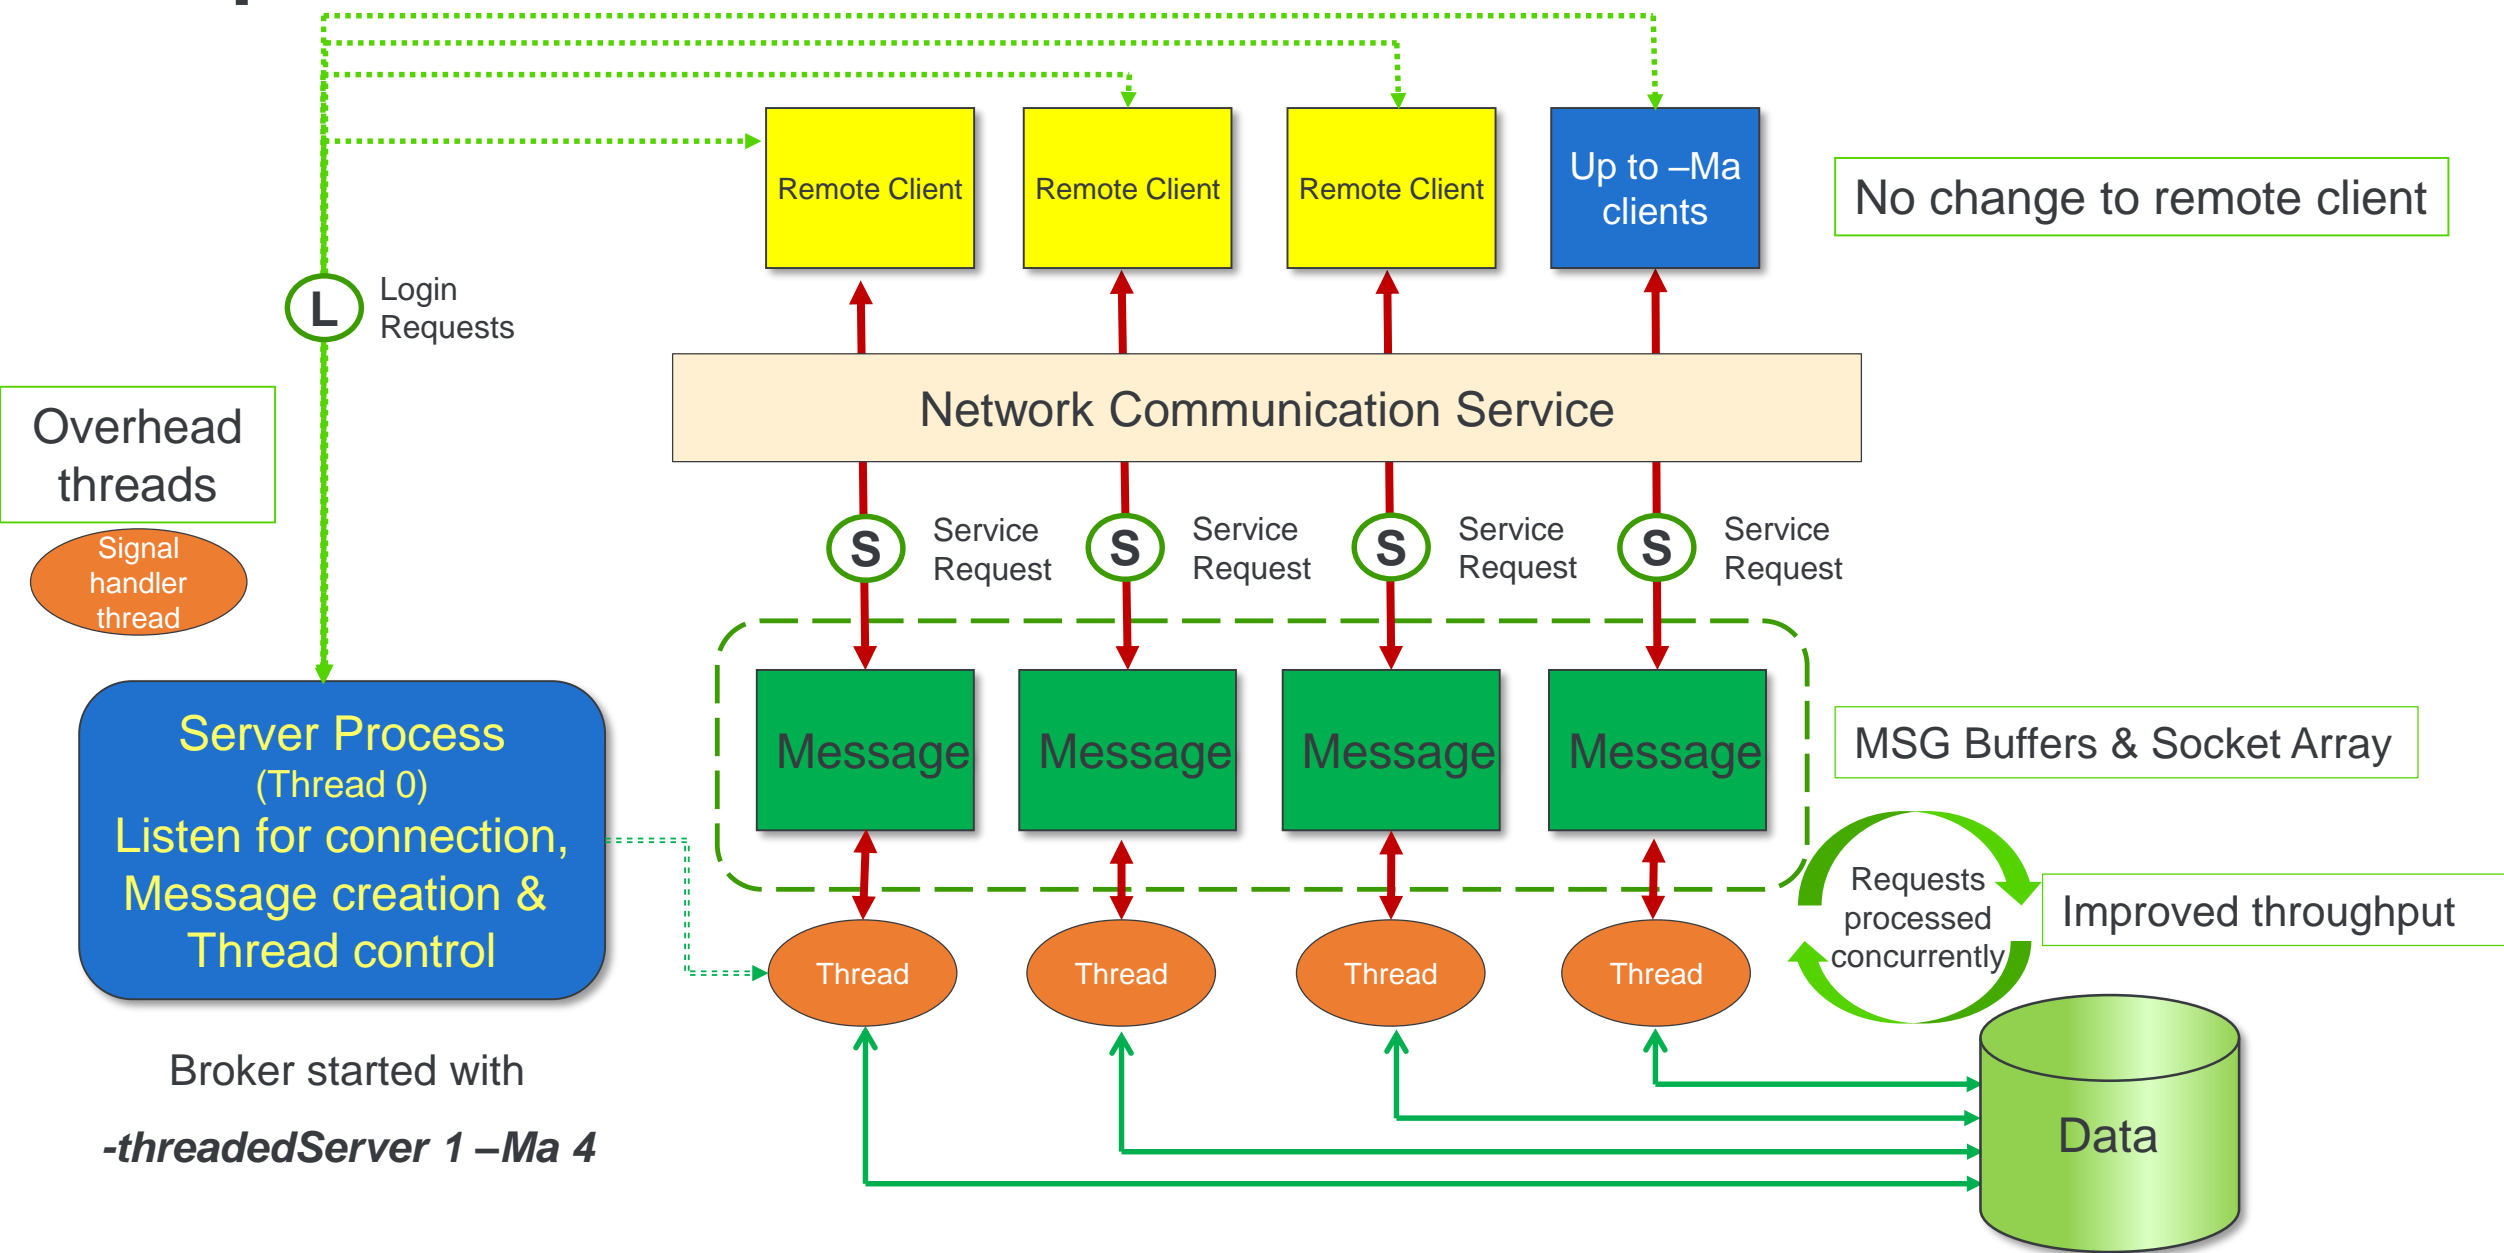 Remote Client
Remote Client
Remote Client
Up to –Ma
clients
No change to remote client
L
Login
Requests
Network Communication Service
Overhead
threads
Signal
handler
thread
S
Service
Request
S
Service
Request
S
Service
Request
S
Service
Request
Server Process
(Thread 0)
Listen for connection,
Message creation &
Thread control
Message
Message
Message
Message
MSG Buffers & Socket Array
Requests
processed
concurrently
Improved throughput
Thread
Thread
Thread
Thread
Broker started with
-threadedServer 1 –Ma 4
Data